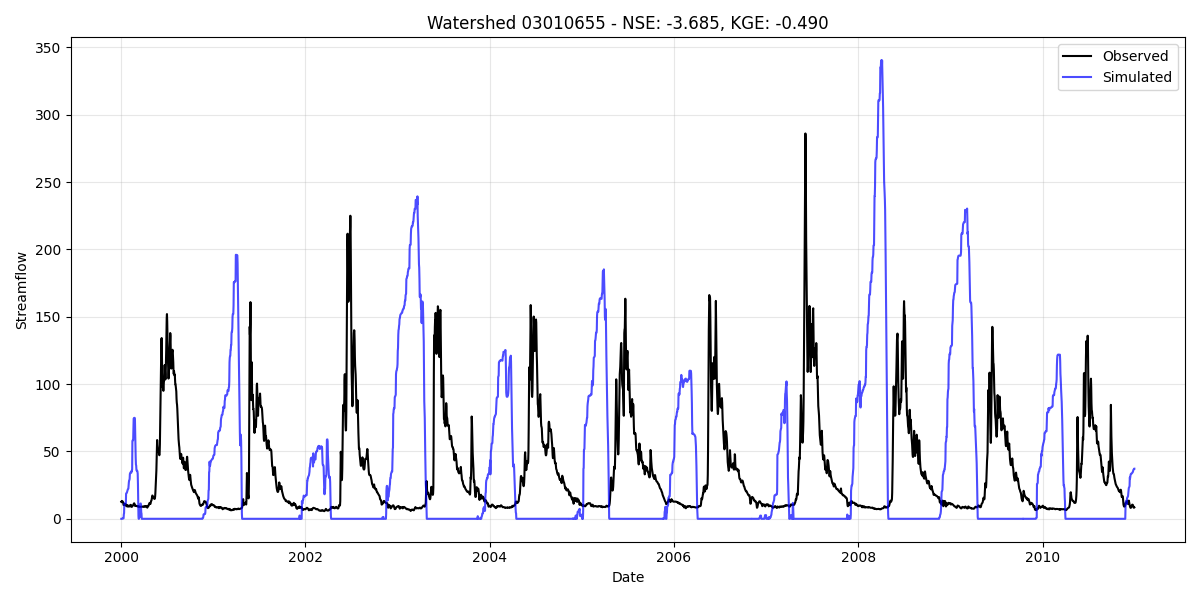 Watershed 03010655 - NSE: -3.685, KGE: -0.490
Observed
Simulated
350
300
250
200
150
100
50
0
Streamflow
2000 2002 2004 2006 2008 2010
Date